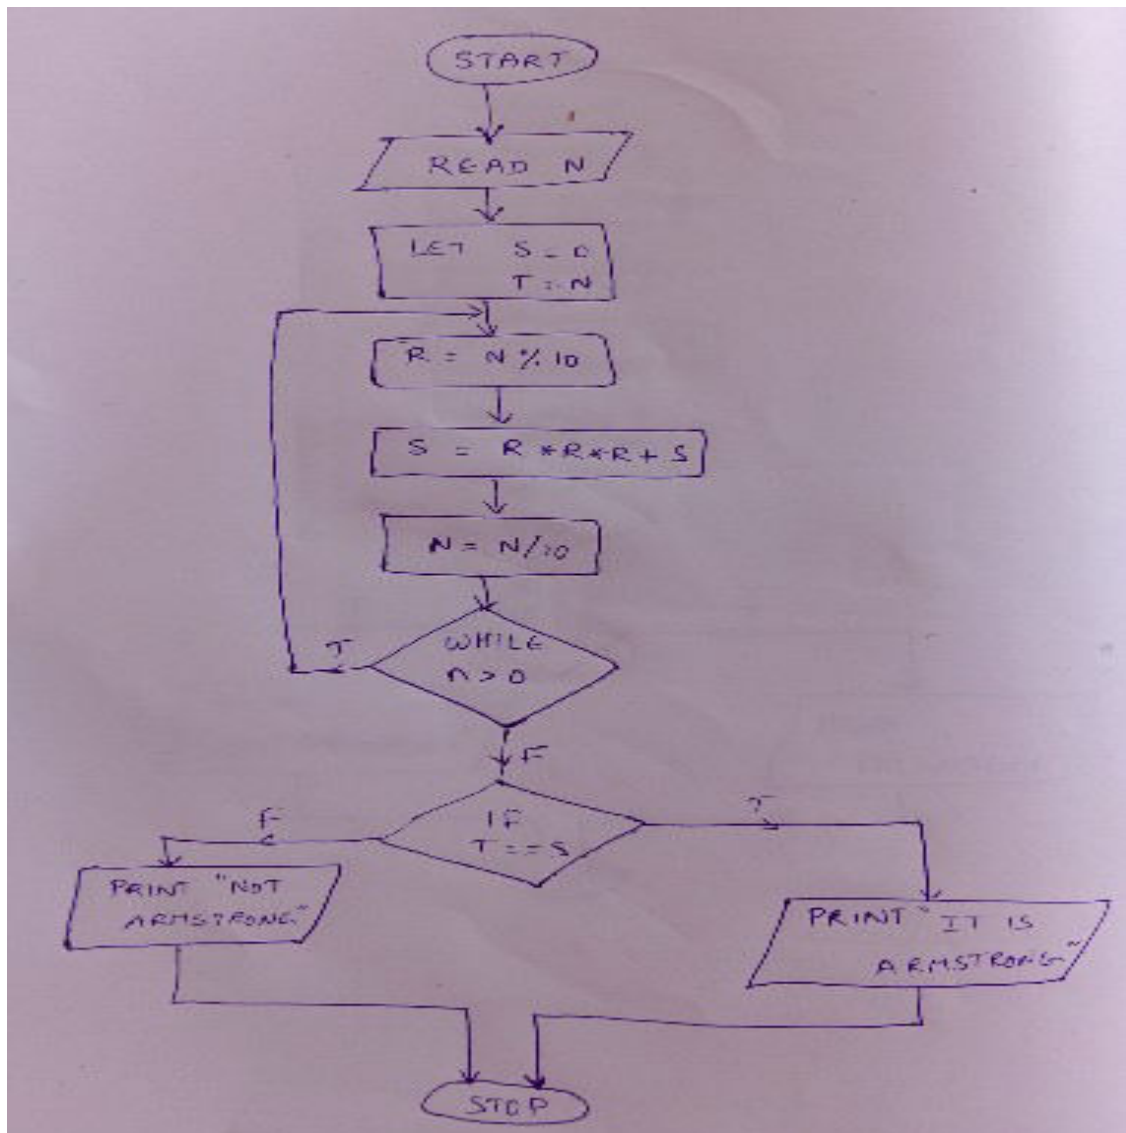 START
READ N
LET S = 0
T = N
R = N % 10
S = R * R * R + S
N = N/10
WHILE
n > 0
T
F
IF
T == S
F
T
PRINT "NOT
ARMSTRONG"
PRINT "IT IS
ARMSTRONG"
STOP